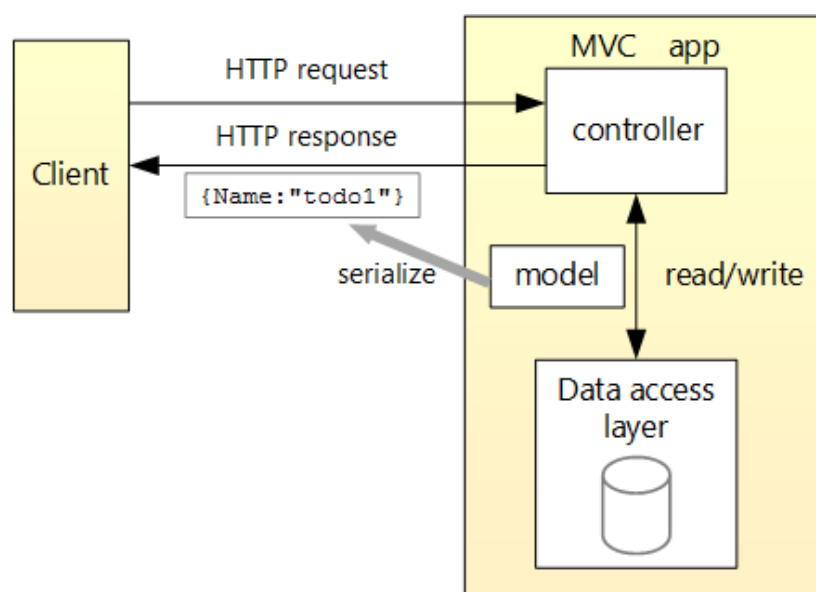 MVC app
HTTP request
controller
HTTP response
Client
{Name:"todo1"}
serialize
model
read/write
Data access
layer